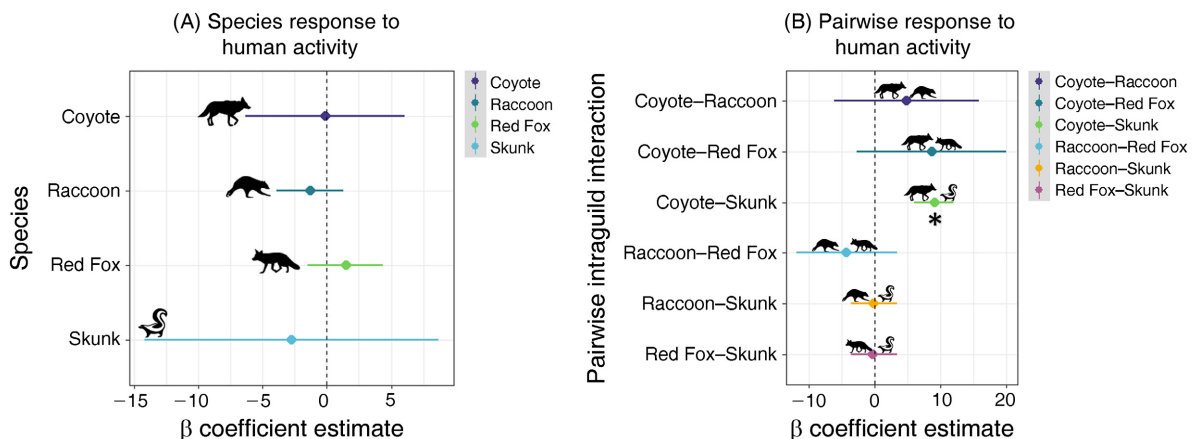 (A) Species response to
human activity
Species
Coyote
Raccoon
Red Fox
Skunk
−15 −10 −5 0 5
β coefficient estimate
Coyote
Raccoon
Red Fox
Skunk
(B) Pairwise response to
human activity
Pairwise intraguild interaction
Coyote–Raccoon
Coyote–Red Fox
Coyote–Skunk
*
Raccoon–Red Fox
Raccoon–Skunk
Red Fox–Skunk
−10 0 10 20
β coefficient estimate
Coyote–Raccoon
Coyote–Red Fox
Coyote–Skunk
Raccoon–Red Fox
Raccoon–Skunk
Red Fox–Skunk